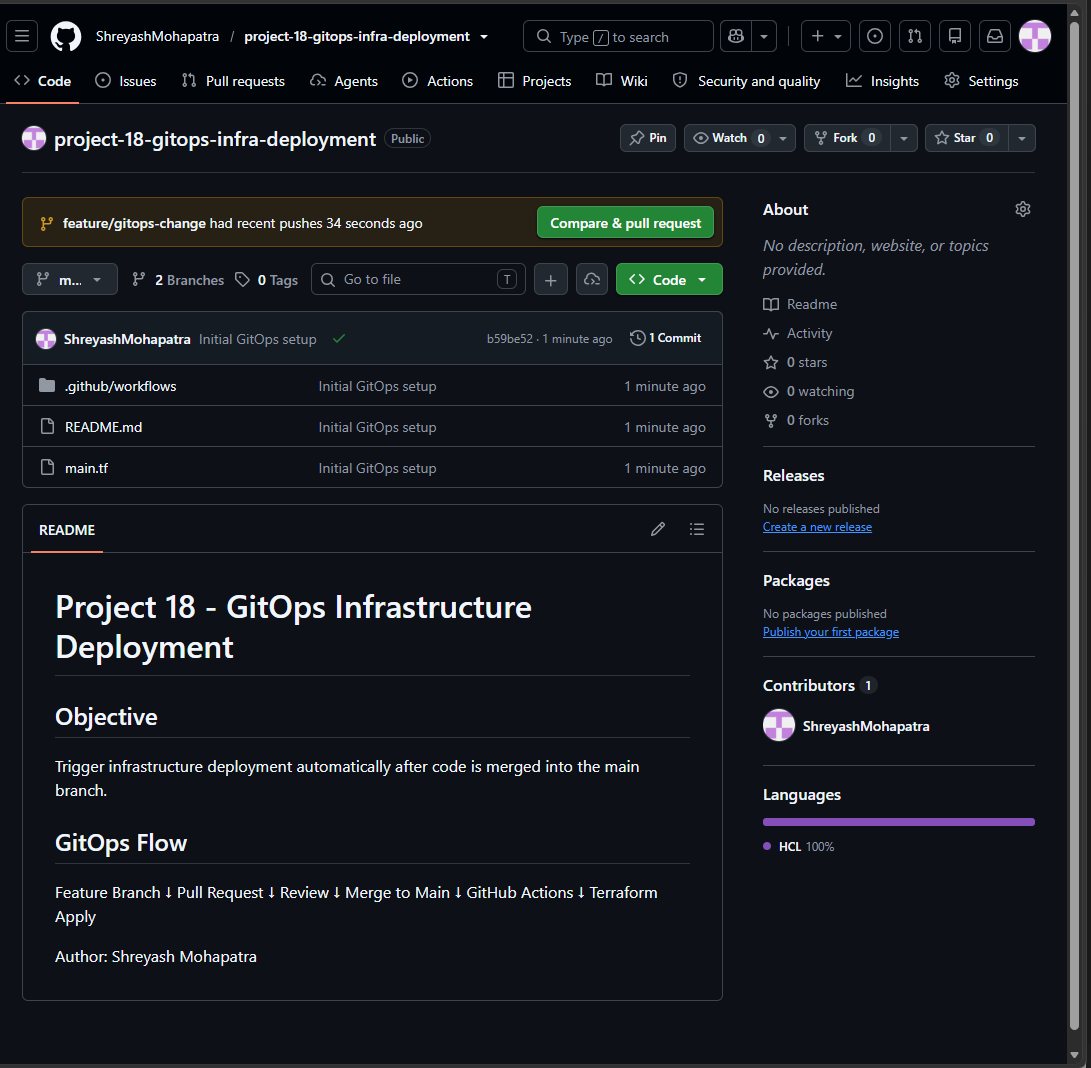 ShreyashMohapatra / project-18-gitops-infra-deployment
Type / to search
Code Issues Pull requests Agents Actions Projects Wiki Security and quality Insights Settings
project-18-gitops-infra-deployment Public
Pin Watch 0 Fork 0 Star 0
feature/gitops-change had recent pushes 34 seconds ago
Compare & pull request
m... 2 Branches 0 Tags Go to file T Code
ShreyashMohapatra Initial GitOps setup b59be52 · 1 minute ago 1 Commit
.github/workflows Initial GitOps setup 1 minute ago
README.md Initial GitOps setup 1 minute ago
main.tf Initial GitOps setup 1 minute ago
README
Project 18 - GitOps Infrastructure
Deployment
Objective
Trigger infrastructure deployment automatically after code is merged into the main
branch.
GitOps Flow
Feature Branch ↓ Pull Request ↓ Review ↓ Merge to Main ↓ GitHub Actions ↓ Terraform
Apply
Author: Shreyash Mohapatra
About
No description, website, or topics
provided.
Readme
Activity
0 stars
0 watching
0 forks
Releases
No releases published
Create a new release
Packages
No packages published
Publish your first package
Contributors 1
ShreyashMohapatra
Languages
HCL 100%